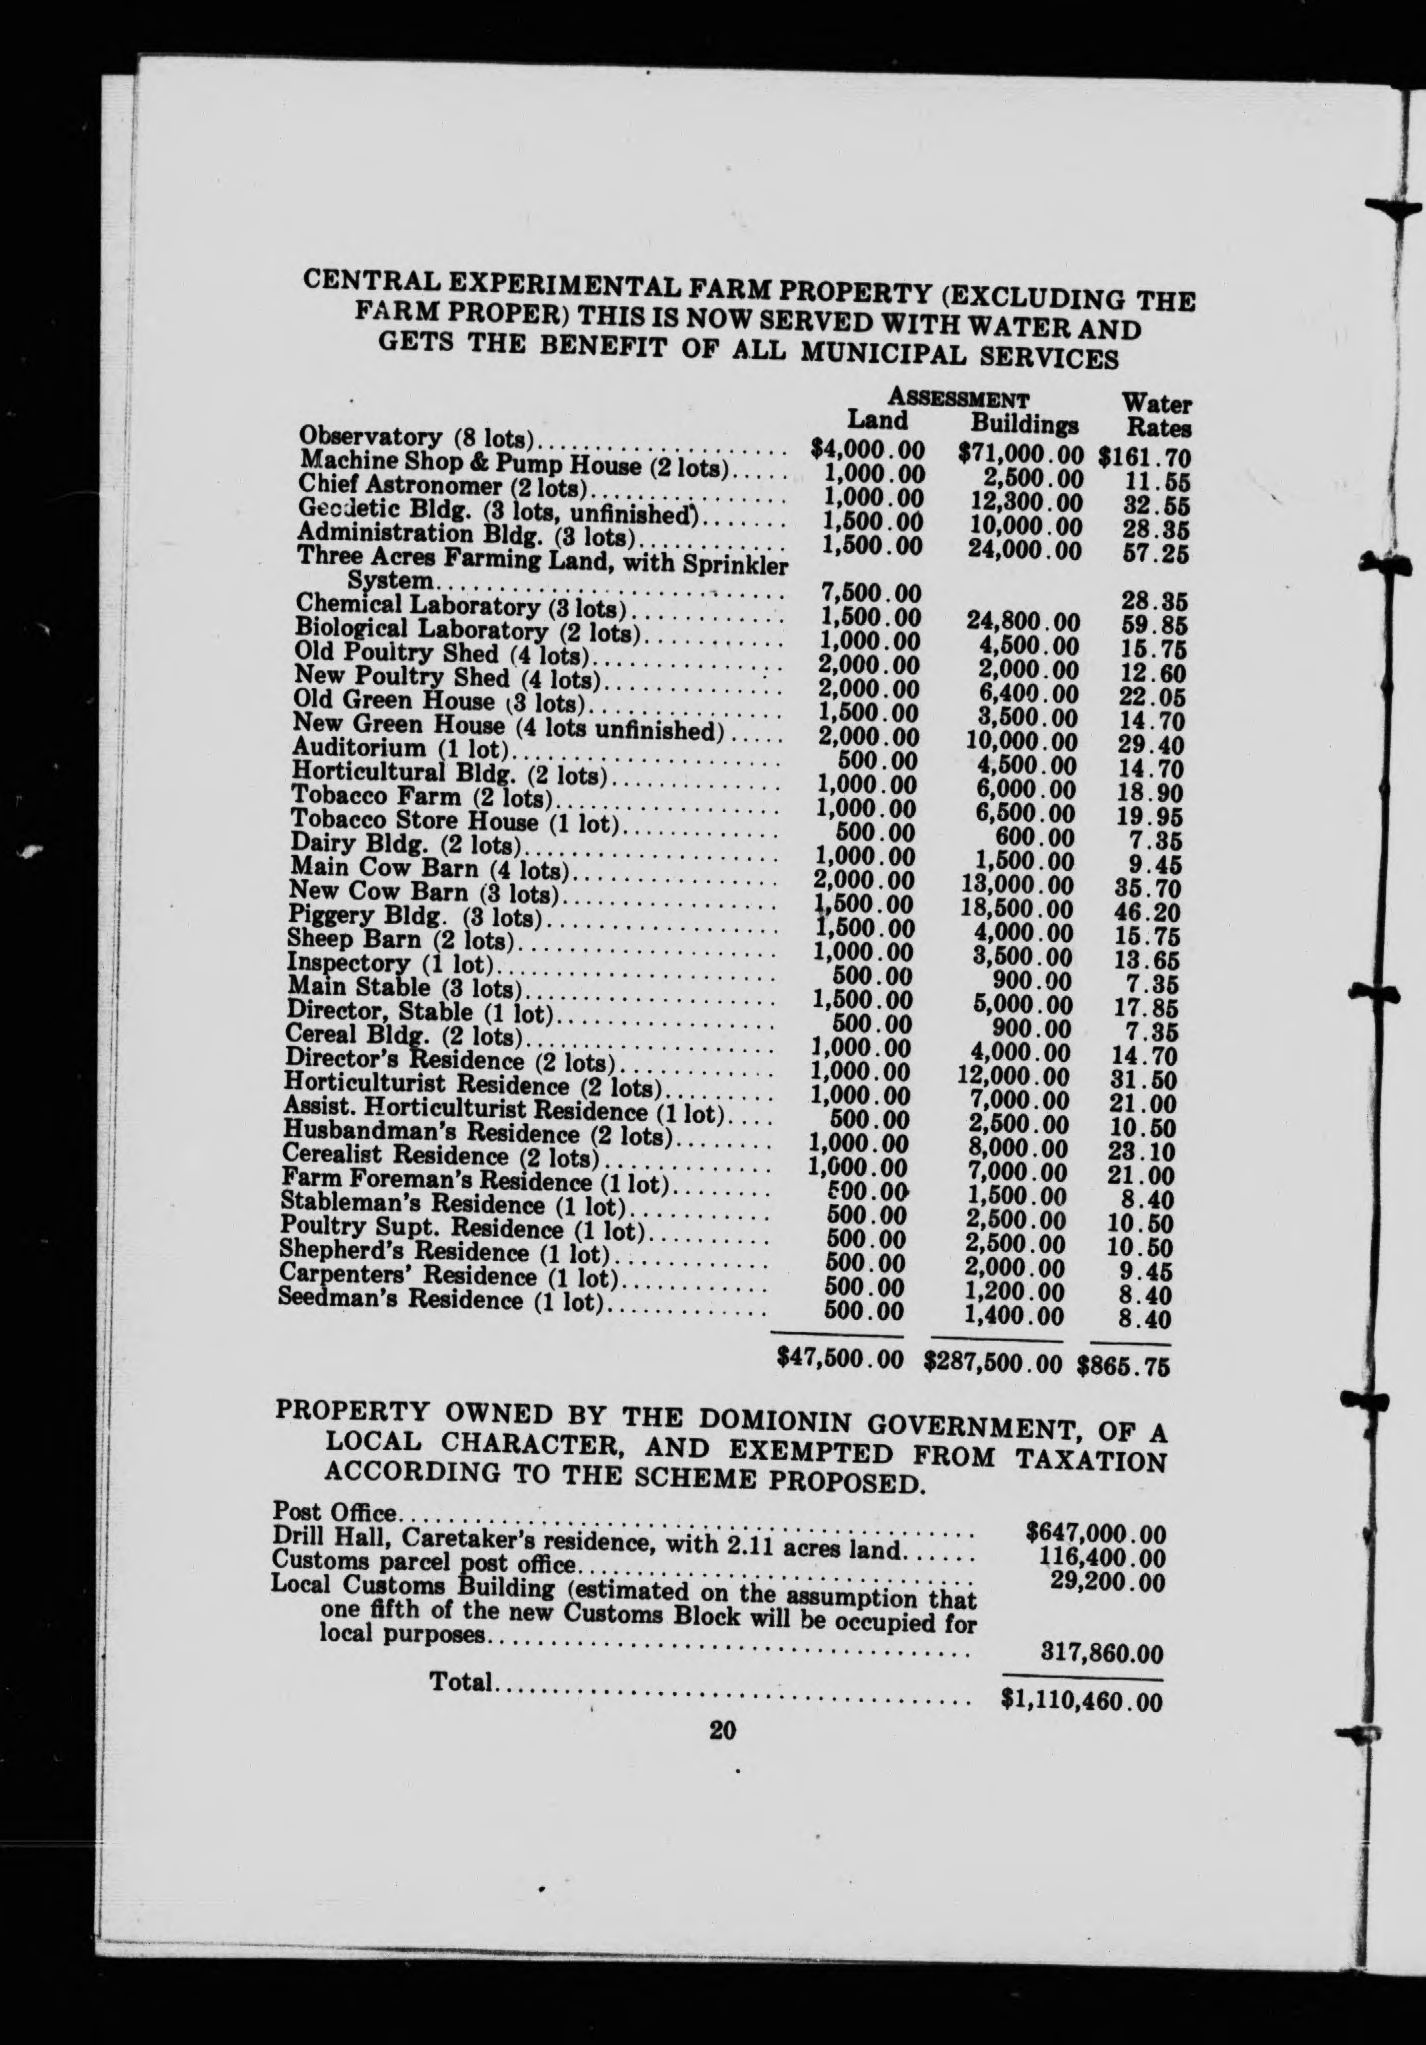 CENTRAL EXPERIMENTAL FARM PROPERTY (EXCLUDING THE
FARM PROPER) THIS IS NOW SERVED WITH WATER AND
GETS THE BENEFIT OF ALL MUNICIPAL SERVICES
ASSESSMENT Water
Land Buildings Rates
Observatory (8 lots)........................ $4,000.00 $71,000.00 $161.70
Machine Shop & Pump House (2 lots)..... 1,000.00 2,500.00 11.55
Chief Astronomer (2 lots)................ 1,000.00 12,300.00 32.55
Geodetic Bldg. (3 lots, unfinished)....... 1,500.00 10,000.00 28.35
Administration Bldg. (3 lots)............ 1,500.00 24,000.00 57.25
Three Acres Farming Land, with Sprinkler
System........................... 7,500.00 28.35
Chemical Laboratory (3 lots)............ 1,500.00 24,800.00 59.85
Biological Laboratory (2 lots)........... 1,000.00 4,500.00 15.75
Old Poultry Shed (4 lots)............... 2,000.00 2,000.00 12.60
New Poultry Shed (4 lots).............. 2,000.00 6,400.00 22.05
Old Green House (3 lots)............... 1,500.00 3,500.00 14.70
New Green House (4 lots unfinished)..... 2,000.00 10,000.00 29.40
Auditorium (1 lot)..................... 500.00 4,500.00 14.70
Horticultural Bldg. (2 lots)............. 1,000.00 6,000.00 18.90
Tobacco Farm (2 lots).................. 1,000.00 6,500.00 19.95
Tobacco Store House (1 lot)............ 500.00 600.00 7.35
Dairy Bldg. (2 lots).................... 1,000.00 1,500.00 9.45
Main Cow Barn (4 lots)................ 2,000.00 13,000.00 35.70
New Cow Barn (3 lots)................. 1,500.00 18,500.00 46.20
Piggery Bldg. (3 lots).................. 1,500.00 4,000.00 15.75
Sheep Barn (2 lots).................... 1,000.00 3,500.00 13.65
Inspectory (1 lot)...................... 500.00 900.00 7.35
Main Stable (3 lots).................... 1,500.00 5,000.00 17.85
Director, Stable (1 lot)................. 500.00 900.00 7.35
Cereal Bldg. (2 lots).................... 1,000.00 4,000.00 14.70
Director's Residence (2 lots)............ 1,000.00 12,000.00 31.50
Horticulturist Residence (2 lots)......... 1,000.00 7,000.00 21.00
Assist. Horticulturist Residence (1 lot).... 500.00 2,500.00 10.50
Husbandman's Residence (2 lots)........ 1,000.00 8,000.00 23.10
Cerealist Residence (2 lots)............. 1,000.00 7,000.00 21.00
Farm Foreman's Residence (1 lot)........ 500.00 1,500.00 8.40
Stableman's Residence (1 lot)........... 500.00 2,500.00 10.50
Poultry Supt. Residence (1 lot).......... 500.00 2,500.00 10.50
Shepherd's Residence (1 lot)............ 500.00 2,000.00 9.45
Carpenters' Residence (1 lot)............ 500.00 1,200.00 8.40
Seedman's Residence (1 lot)............. 500.00 1,400.00 8.40
$47,500.00 $287,500.00 $865.75
PROPERTY OWNED BY THE DOMIONIN GOVERNMENT, OF A
LOCAL CHARACTER, AND EXEMPTED FROM TAXATION
ACCORDING TO THE SCHEME PROPOSED.
Post Office............................................. $647,000.00
Drill Hall, Caretaker's residence, with 2.11 acres land...... 116,400.00
Customs parcel post office............................... 29,200.00
Local Customs Building (estimated on the assumption that
one fifth of the new Customs Block will be occupied for
local purposes..................................... 317,860.00
Total..................................... $1,110,460.00
20